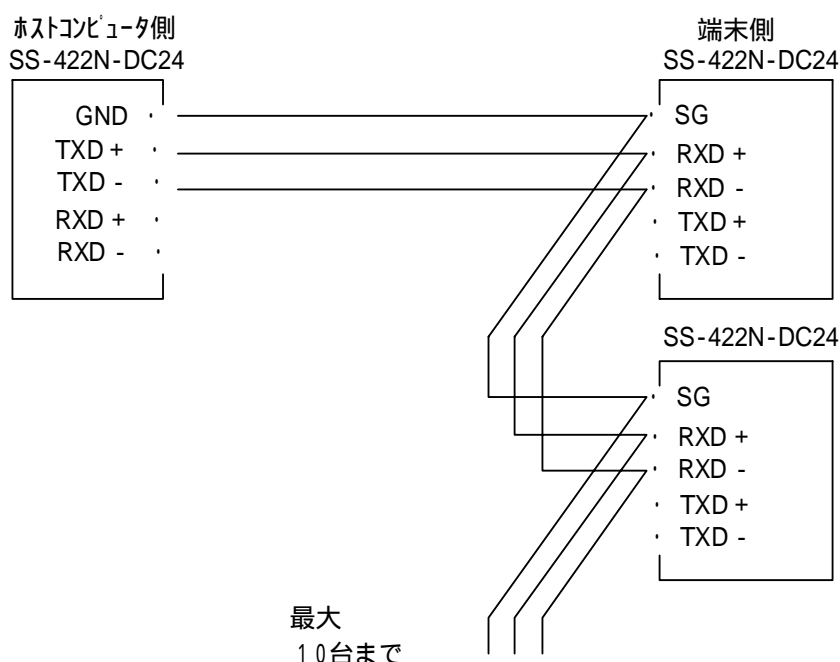 ホストコンピュータ側
SS-422N-DC24
GND
TXD +
TXD -
RXD +
RXD -
端末側
SS-422N-DC24
SG
RXD +
RXD -
TXD +
TXD -
SS-422N-DC24
SG
RXD +
RXD -
TXD +
TXD -
最大
10台まで